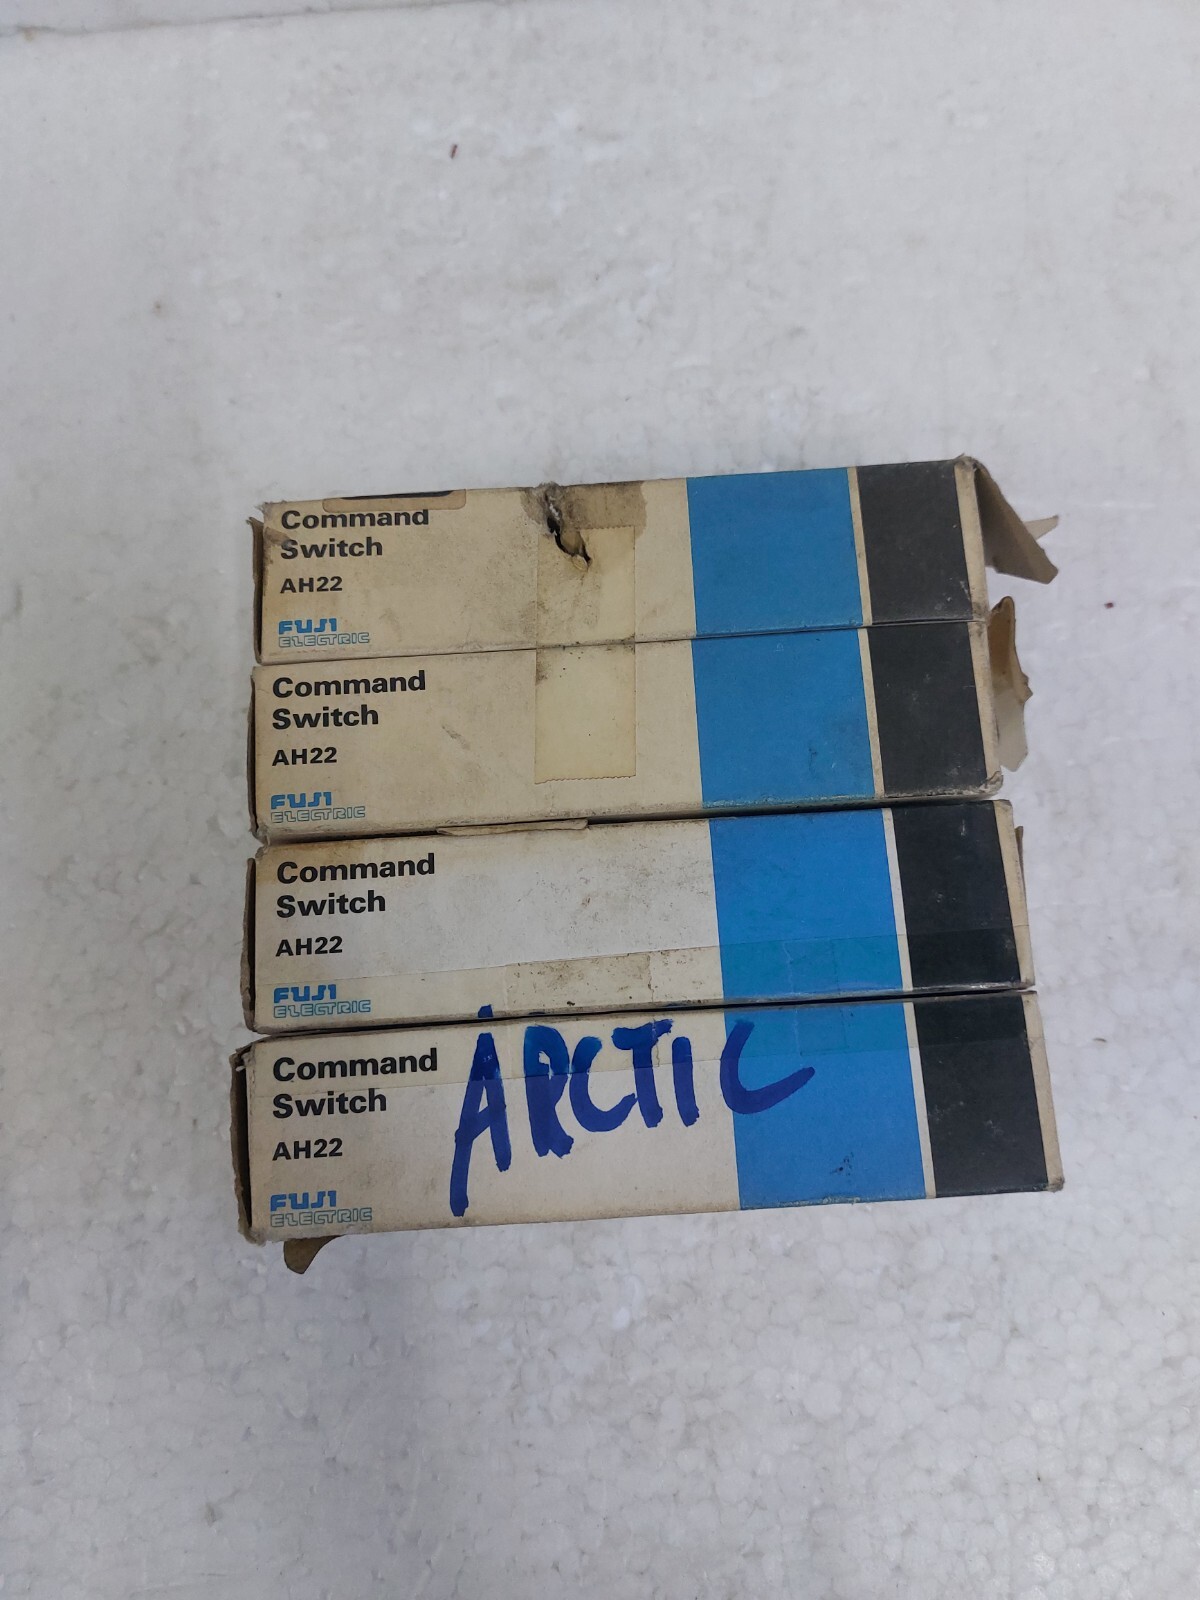 Command
Switch
AH22
FUJI
ELECTRIC
Command
Switch
AH22
FUJI
ELECTRIC
Command
Switch
AH22
FUJI
ELECTRIC
Command
Switch
AH22
FUJI
ELECTRIC
ARCTIC